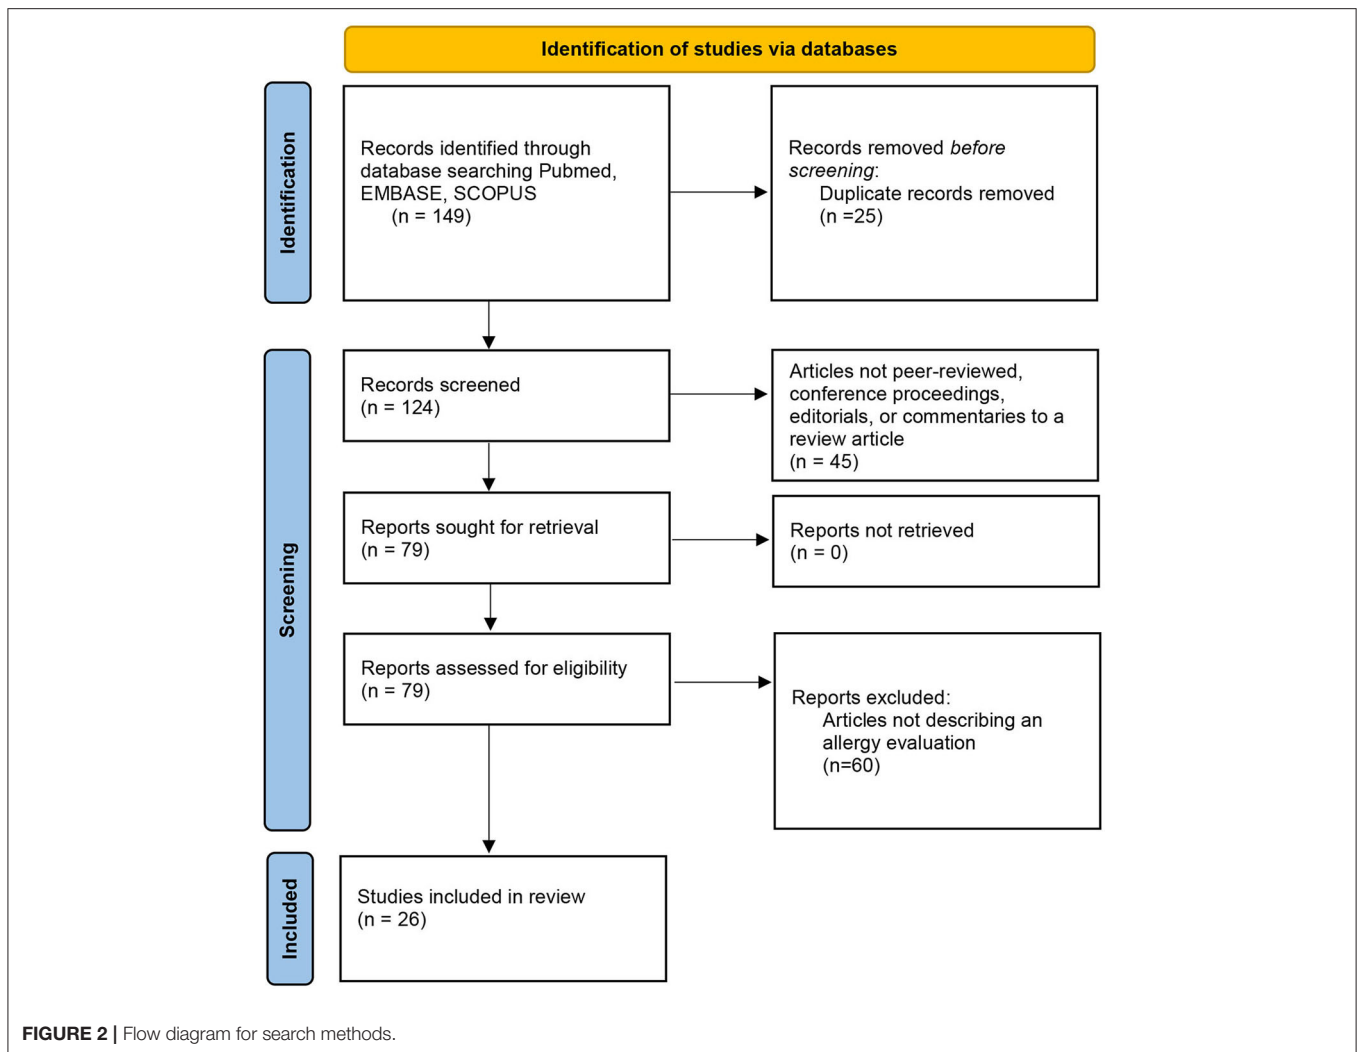 Identification of studies via databases
Identification
Records identified through
database searching Pubmed,
EMBASE, SCOPUS
(n = 149)
Records removed before
screening:
Duplicate records removed
(n =25)
Screening
Records screened
(n = 124)
Articles not peer-reviewed,
conference proceedings,
editorials, or commentaries to a
review article
(n = 45)
Reports sought for retrieval
(n = 79)
Reports not retrieved
(n = 0)
Reports assessed for eligibility
(n = 79)
Reports excluded:
Articles not describing an
allergy evaluation
(n=60)
Included
Studies included in review
(n = 26)
FIGURE 2 | Flow diagram for search methods.